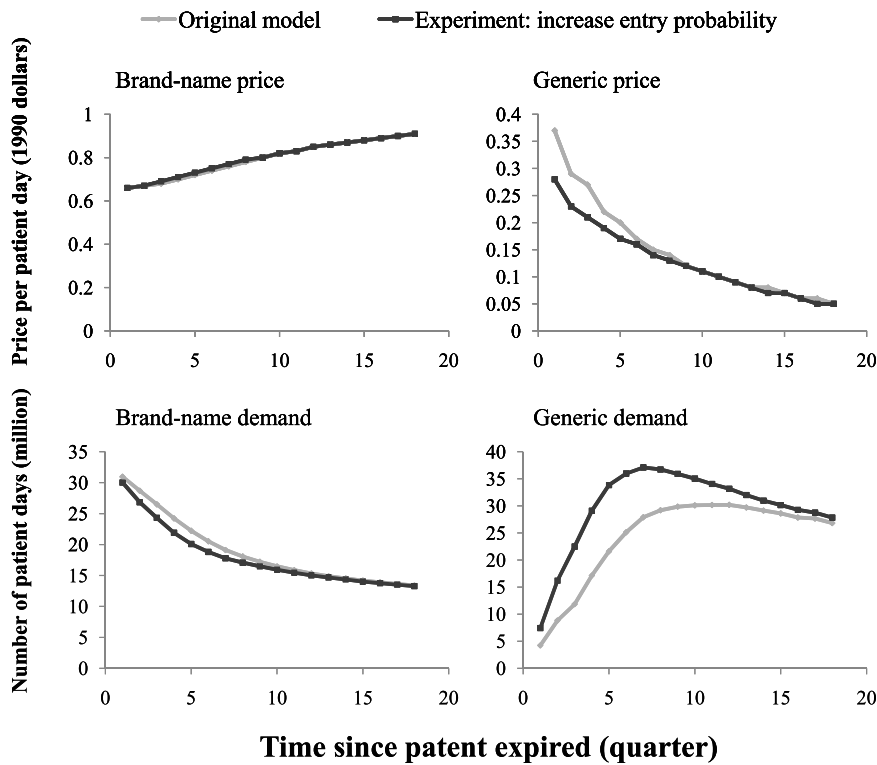 Original model
Experiment: increase entry probability
Brand-name price
Generic price
Price per patient day (1990 dollars)
1
0.8
0.6
0.4
0.2
0
0 5 10 15 20
0.4
0.35
0.3
0.25
0.2
0.15
0.1
0.05
0
0 5 10 15 20
Brand-name demand
Generic demand
Number of patient days (million)
35
30
25
20
15
10
5
0
0 5 10 15 20
40
35
30
25
20
15
10
5
0
0 5 10 15 20
Time since patent expired (quarter)